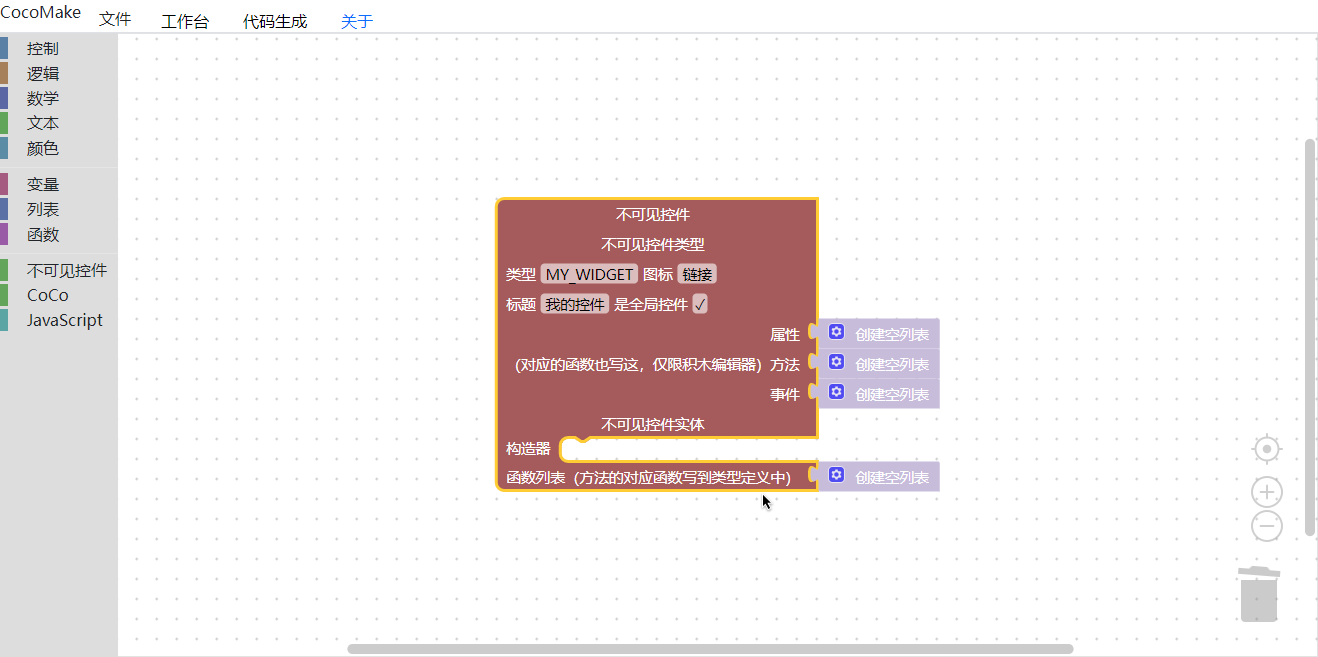 CocoMake 文件 工作台 代码生成 关于
控制
逻辑
数学
文本
颜色
变量
列表
函数
不可见控件
CoCo
JavaScript
不可见控件
不可见控件类型
类型 MY_WIDGET 图标 链接
标题 我的控件 是全局控件 ✓
属性 创建空列表
(对应的函数也写这，仅限积木编辑器) 方法 创建空列表
事件 创建空列表
不可见控件实体
构造器
函数列表 (方法的对应函数写到类型定义中) 创建空列表